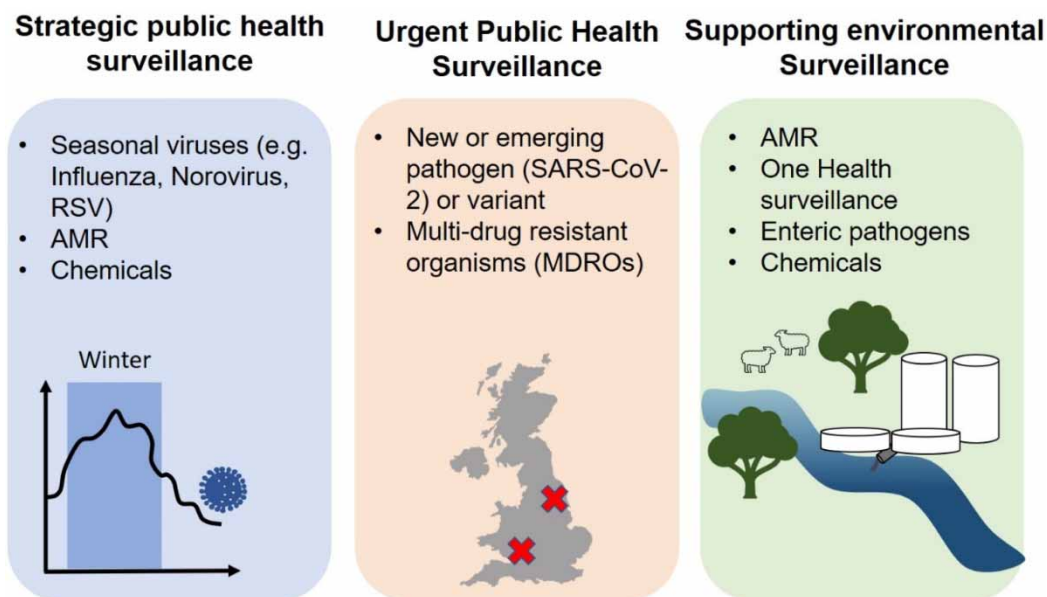 Strategic public health
surveillance
• Seasonal viruses (e.g.
Influenza, Norovirus,
RSV)
• AMR
• Chemicals
Winter
Urgent Public Health
Surveillance
• New or emerging
pathogen (SARS-CoV-
2) or variant
• Multi-drug resistant
organisms (MDROs)
Supporting environmental
Surveillance
• AMR
• One Health
surveillance
• Enteric pathogens
• Chemicals